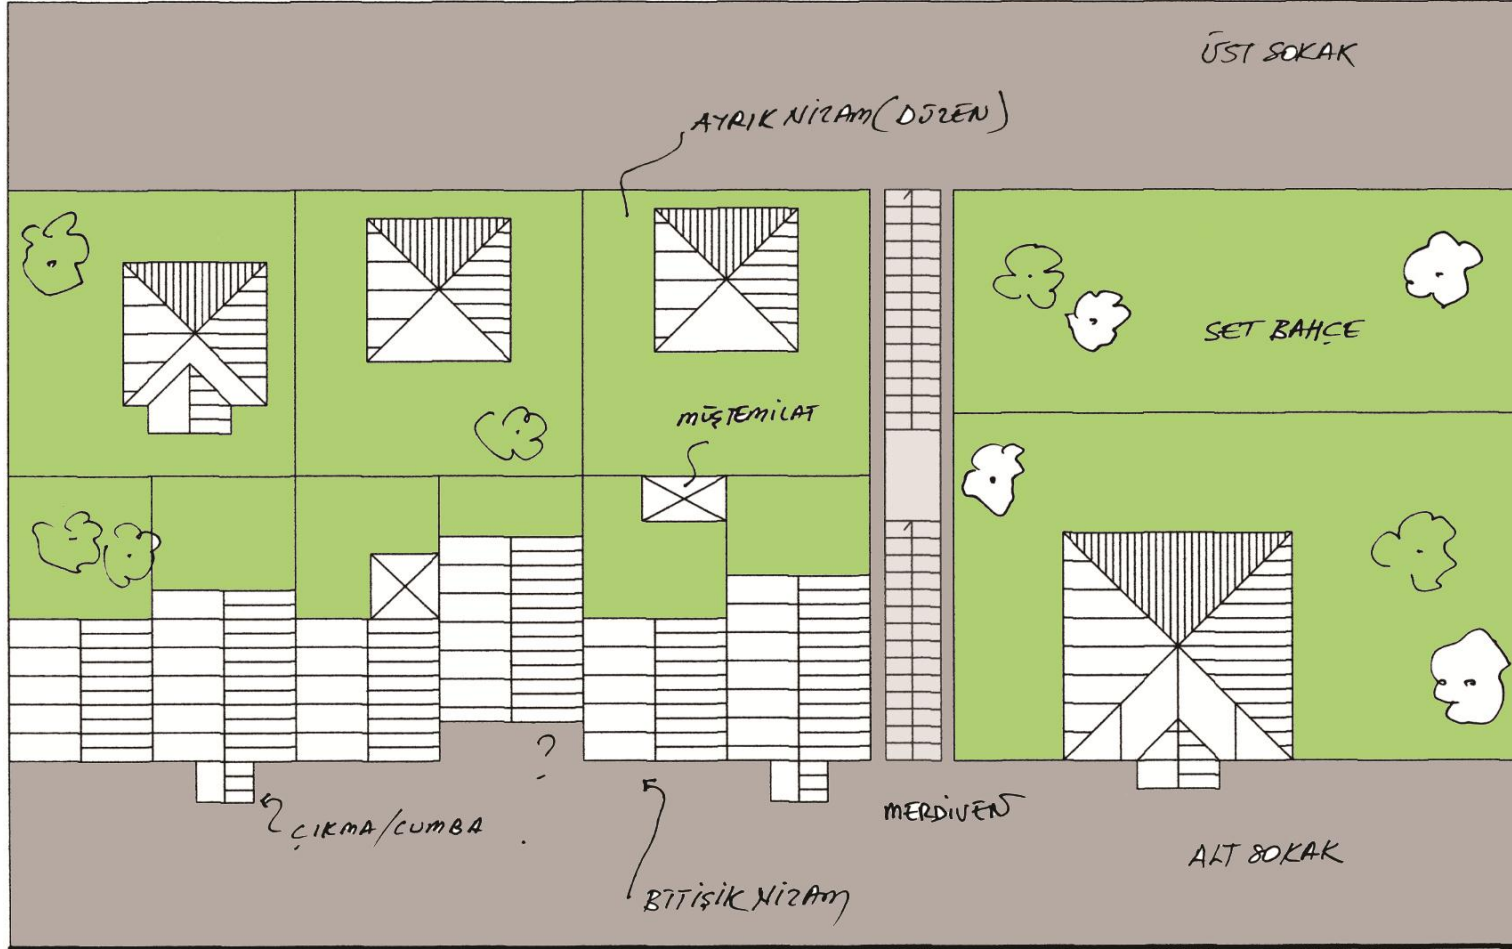 ÜST SOKAK
AYRIK NİZAM (DÜZEN)
SET BAHÇE
MÜŞTEMİLAT
?
MERDİVEN
ÇIKMA/CUMBA
ALT SOKAK
BİTİŞİK NİZAM